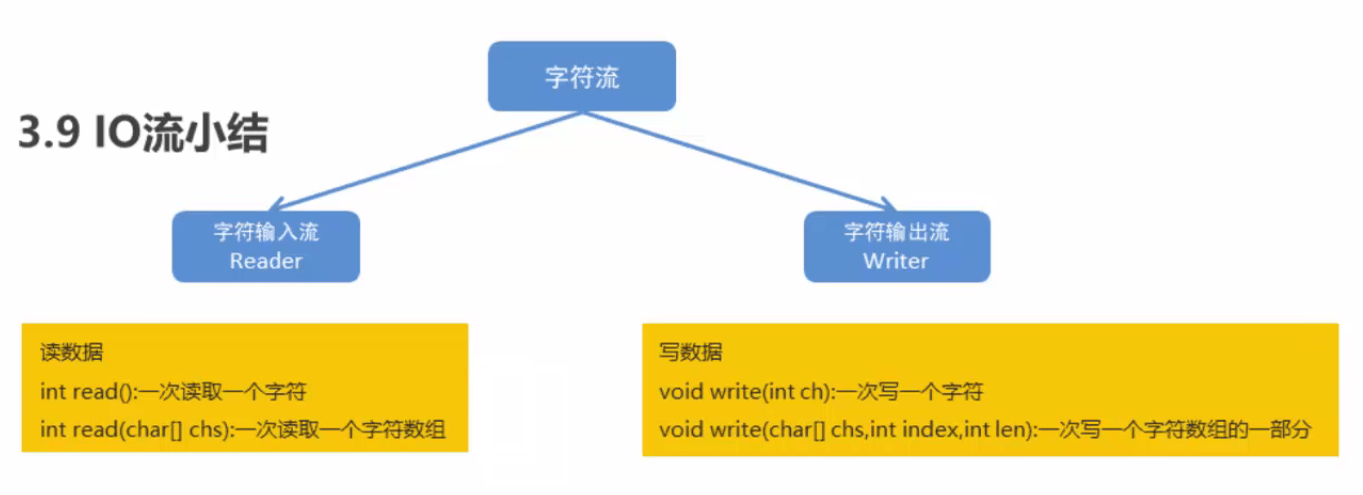 字符流
3.9 IO流小结
字符输入流
Reader
字符输出流
Writer
读数据
int read():一次读取一个字符
int read(char[] chs):一次读取一个字符数组
写数据
void write(int ch):一次写一个字符
void write(char[] chs,int index,int len):一次写一个字符数组的一部分